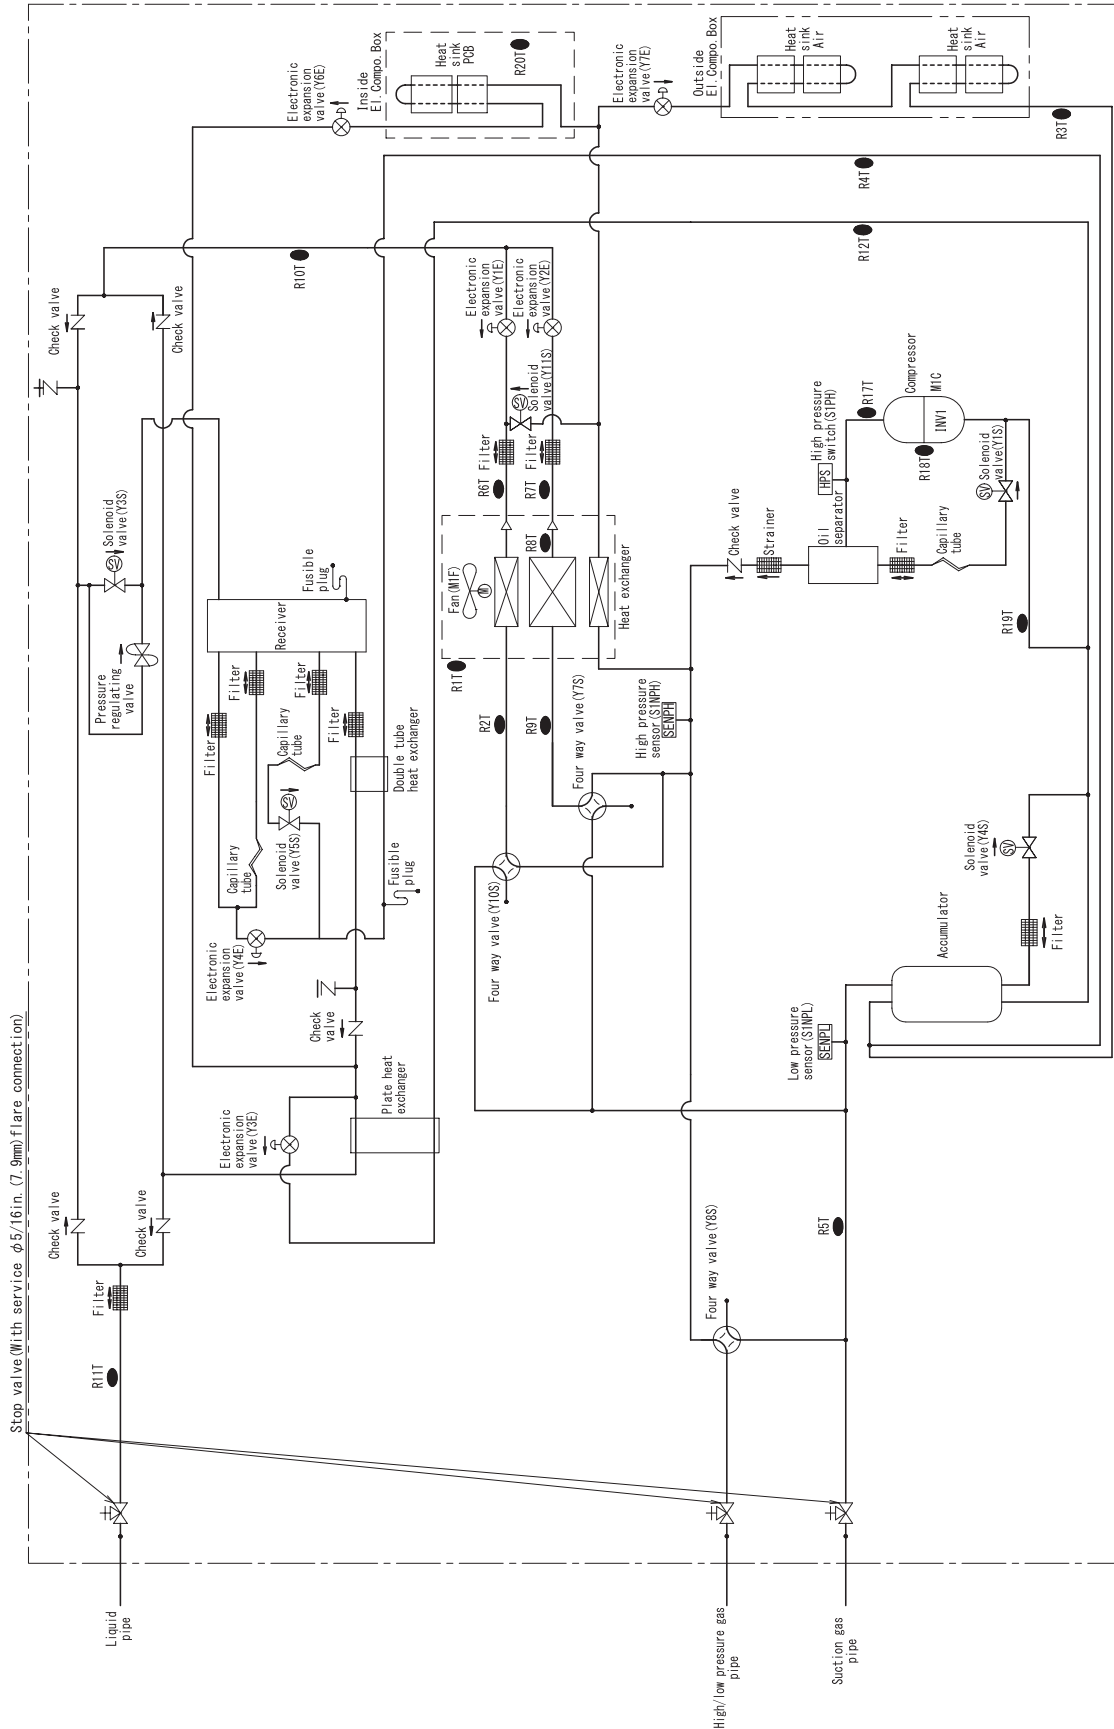 Stop valve(With service φ5/16in.(7.9mm)flare connection)
Liquid
pipe
High/low pressure gas
pipe
Suction gas
pipe
R11T
Filter
Check valve
Check valve
Electronic
expansion
valve(Y3E)
Plate heat
exchanger
Check
valve
Electronic
expansion
valve(Y4E)
Fusible
plug
Capillary
tube
Solenoid
valve(Y5S)
Capillary
tube
Double tube
heat exchanger
Filter
Filter
Filter
Filter
Pressure
regulating
valve
Receiver
Fusible
plug
Solenoid
valve(Y3S)
SV
SV
Check valve
Check valve
R10T
Electronic
expansion
valve(Y6E)
Inside
El.Compo.Box
Heat
sink
PCB
R20T
Electronic
expansion
valve(Y7E)
Outside
El.Compo.Box
Heat
sink
Air
Heat
sink
Air
R3T
R4T
R12T
Electronic
expansion
valve(Y1E)
Electronic
expansion
valve(Y2E)
Solenoid
valve(Y11S)
SV
Filter
Filter
R6T
R7T
R8T
Fan(M1F)
M
Heat exchanger
R1T
R2T
R9T
High pressure
sensor(S1NPH)
SENPH
Four way valve(Y7S)
Four way valve(Y10S)
Check valve
Strainer
Oil
separator
Filter
Capillary
tube
High pressure
switch(S1PH)
HPS
R17T
Compressor
M1C
INV1
R18T
Solenoid
valve(Y1S)
SV
R19T
Solenoid
valve(Y4S)
SV
Filter
Accumulator
Low pressure
sensor(S1NPL)
SENPL
R5T
Four way valve(Y8S)